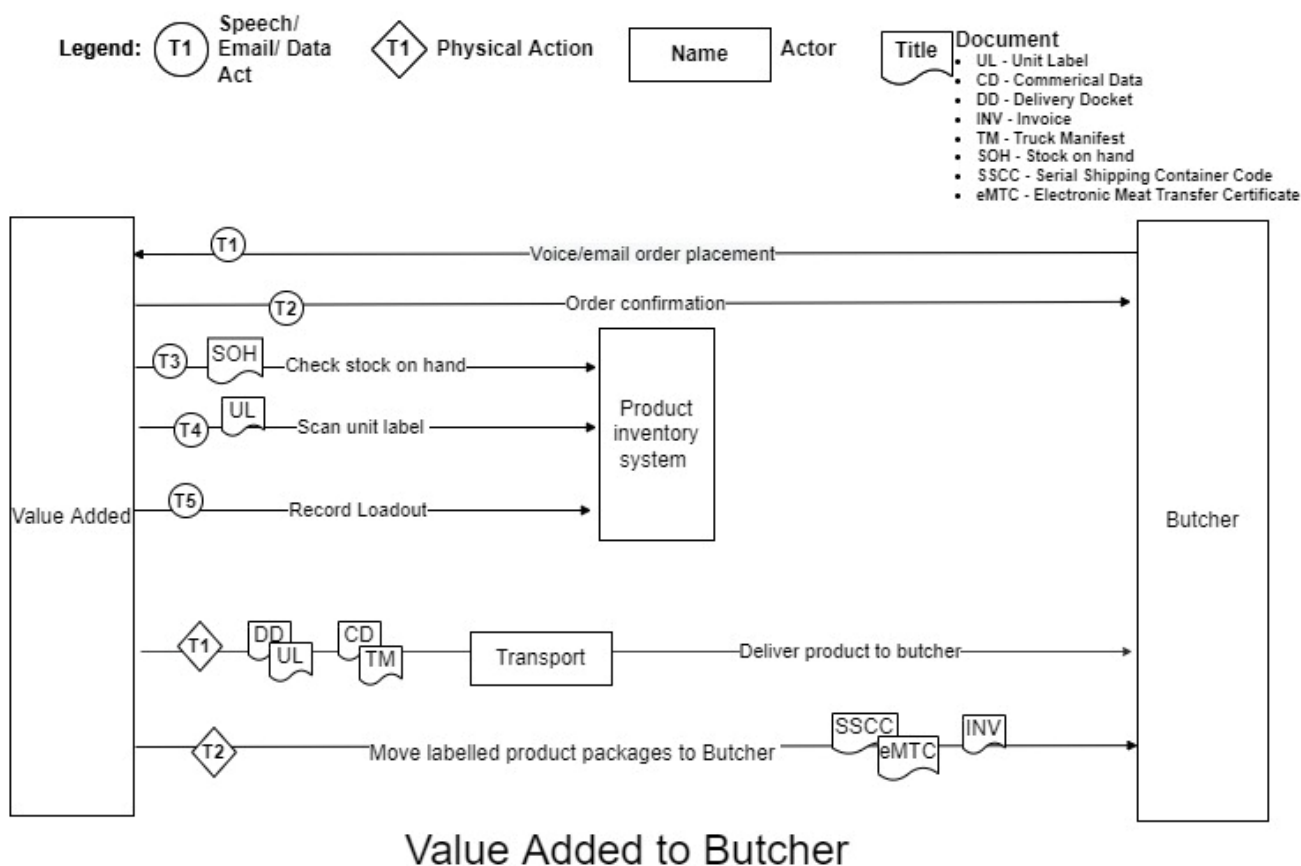 Legend:
T1
Speech/
Email/ Data
Act
T1
Physical Action
Name
Actor
Title
Document
• UL - Unit Label
• CD - Commerical Data
• DD - Delivery Docket
• INV - Invoice
• TM - Truck Manifest
• SOH - Stock on hand
• SSCC - Serial Shipping Container Code
• eMTC - Electronic Meat Transfer Certificate
T1
Voice/email order placement
T2
Order confirmation
T3
SOH
Check stock on hand
T4
UL
Scan unit label
Product
inventory
system
T5
Record Loadout
Value Added
Butcher
T1
DD
UL
CD
TM
Transport
Deliver product to butcher
T2
Move labelled product packages to Butcher
SSCC
eMTC
INV
Value Added to Butcher